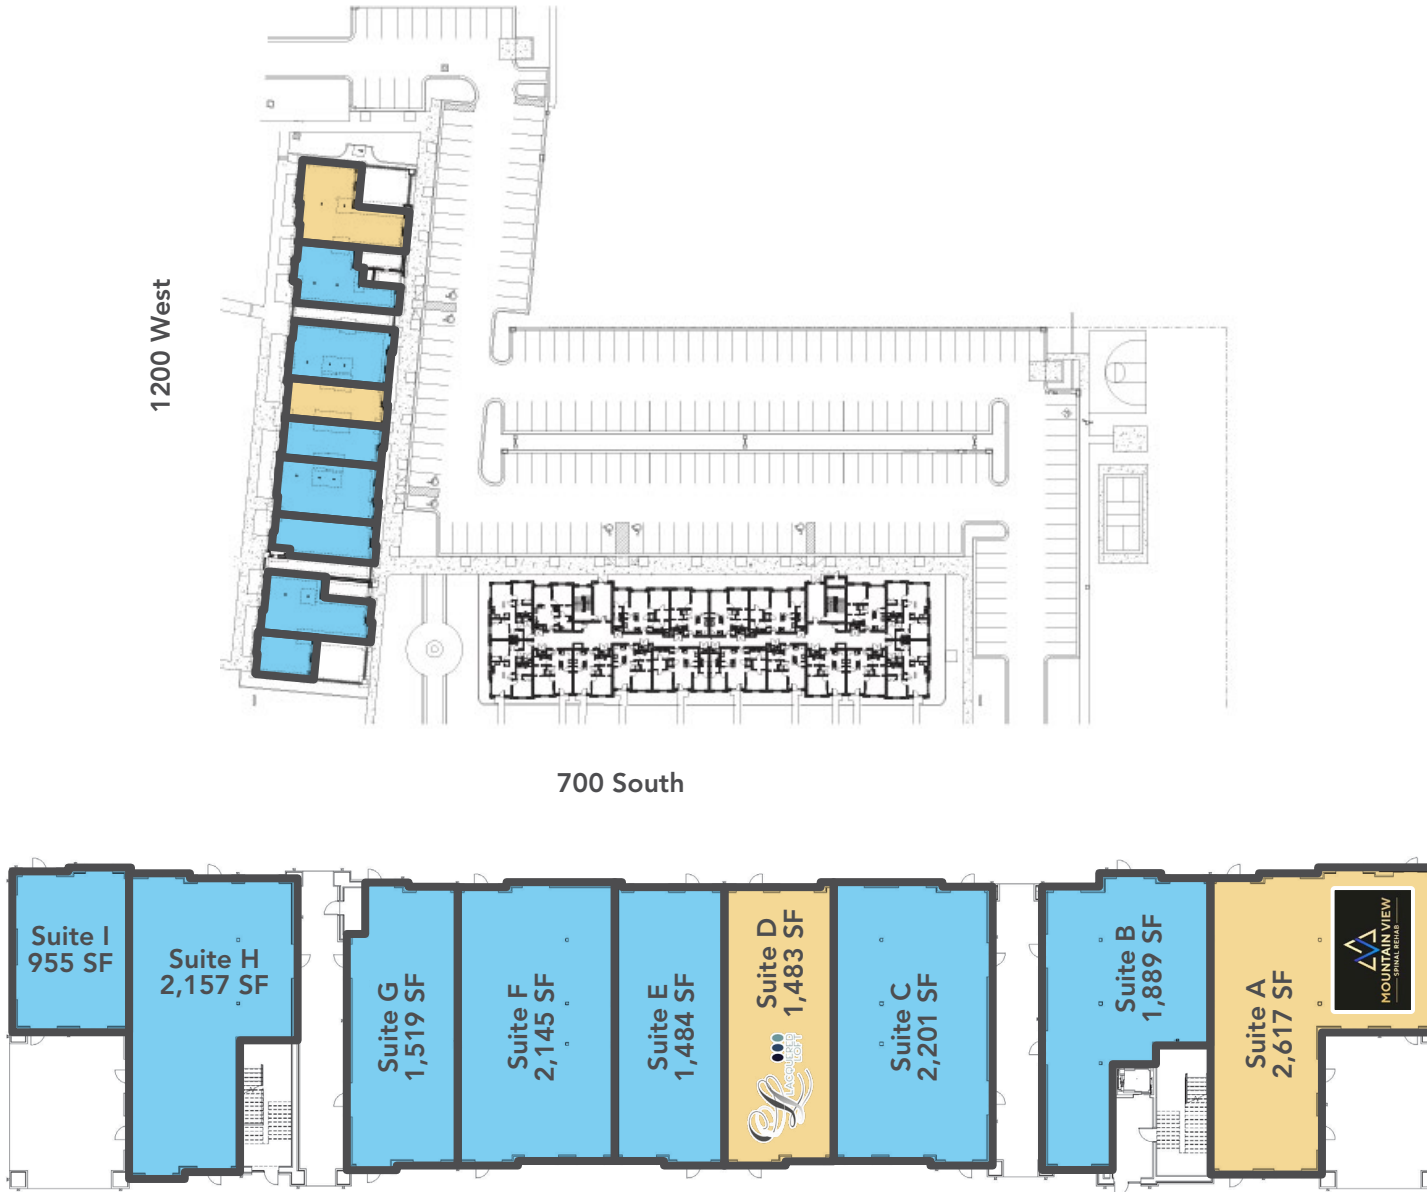 1200 West
700 South
Suite I
955 SF
Suite H
2,157 SF
Suite G
1,519 SF
Suite F
2,145 SF
Suite E
1,484 SF
Suite D
1,483 SF
LACQUERED
LOFT
Suite C
2,201 SF
Suite B
1,889 SF
Suite A
2,617 SF
MOUNTAIN VIEW
SPINAL REHAB